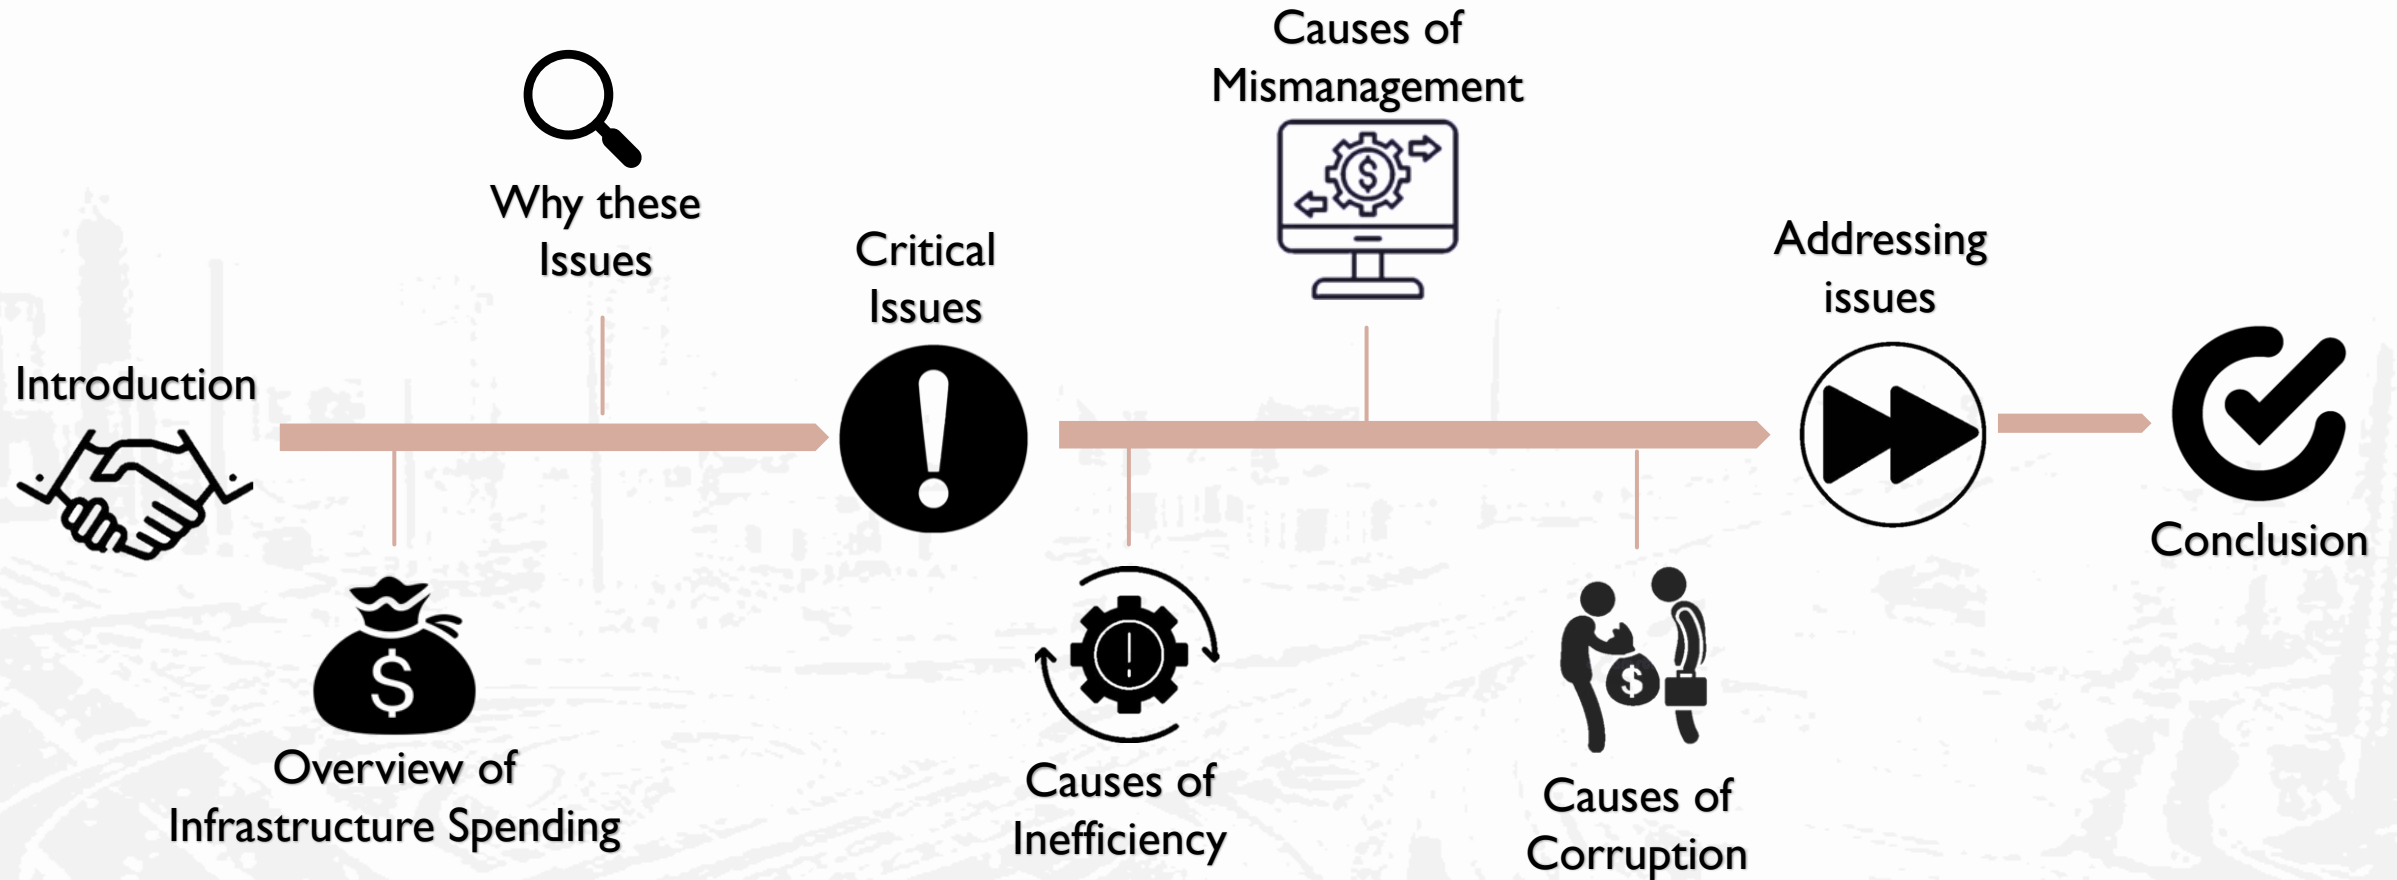 Introduction
Overview of
Infrastructure Spending
$
Why these
Issues
Critical
Issues
!
Causes of
Inefficiency
!
Causes of
Mismanagement
$
Causes of
Corruption
$
Addressing
issues
Conclusion